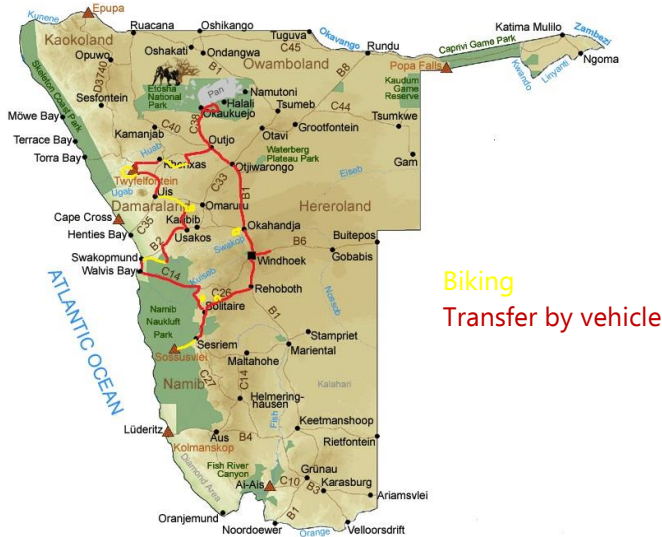 Epupa
Kunene
Ruacana
Oshikango
Tuguva
Okavango
Rundu
Katima Mulilo
Zambezi
Kaokoland
Oshakati
Ondangwa
C45
Caprivi Game Park
Ngoma
Opuwo
B1
Owamboland
B8
Popa Falls
Kwando
Linyanti
D3740
Skeleton Coast Park
Etosha
National
Park
Pan
Namutoni
Halali
Kaudum
Game
Reserve
Sesfontein
Okaukuejo
Tsumeb
C44
Tsumkwe
Möwe Bay
Kamanjab
C40
C38
Otavi
Grootfontein
Terrace Bay
Outjo
Waterberg
Plateau Park
Gam
Torra Bay
Huab
Khorixas
Otjiwarongo
Eiseb
Twyfelfontein
C33
B1
Ugab
Uis
Damaraland
Omaruru
Hereroland
Cape Cross
C35
Karibib
Okahandja
Henties Bay
B2
Usakos
Swakop
B6
Buitepos
Swakopmund
Windhoek
Gobabis
Walvis Bay
C14
Kuiseb
Rehoboth
Nossob
ATLANTIC OCEAN
C26
Namib
Naukluft
Park
Solitaire
B1
Biking
Transfer by vehicle
Sesriem
Stampriet
Sossusvlei
Maltahohe
Mariental
Namib
C27
C14
Kalahari
Helmering-
hausen
Fish
Lüderitz
Keetmanshoop
Aus
B4
Rietfontein
Kolmanskop
Diamond Area
Fish River
Canyon
Grünau
Ai-Ais
C10
B3
Karasburg
Ariamsvlei
Oranjemund
B1
Noordoewer
Orange
Velloorsdrift